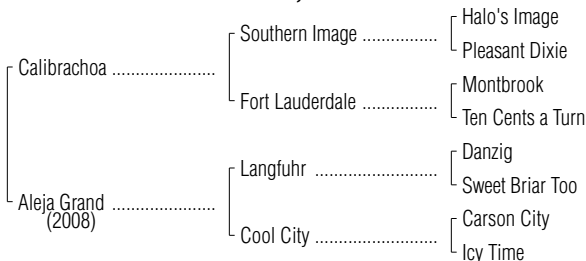 Halo's Image
Southern Image ................
Pleasant Dixie
Calibrachoa ......................
Montbrook
Fort Lauderdale ................
Ten Cents a Turn
Danzig
Langfuhr ..........................
Sweet Briar Too
Aleja Grand ......................
(2008)
Carson City
Cool City ..........................
Icy Time